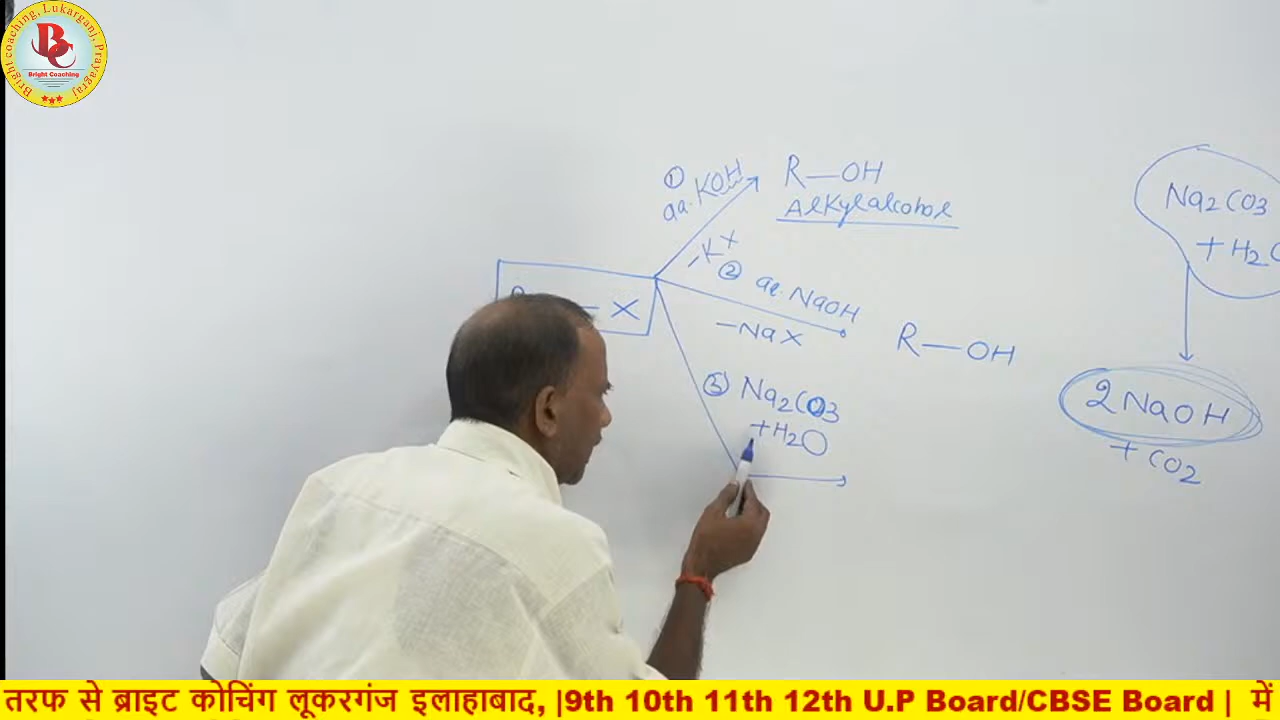 Bright coaching, Lukarganj, Prayagraj
BC
Bright Coaching
① aq. KOH
R—OH
Alkylalcohol
-KX
② aq. NaOH
-NaX
R—OH
X
③ Na2CO3
+H2O
Na2CO3
+H2O
2NaOH
+ CO2
तरफ से ब्राइट कोचिंग लूकरगंज इलाहाबाद, |9th 10th 11th 12th U.P Board/CBSE Board | में